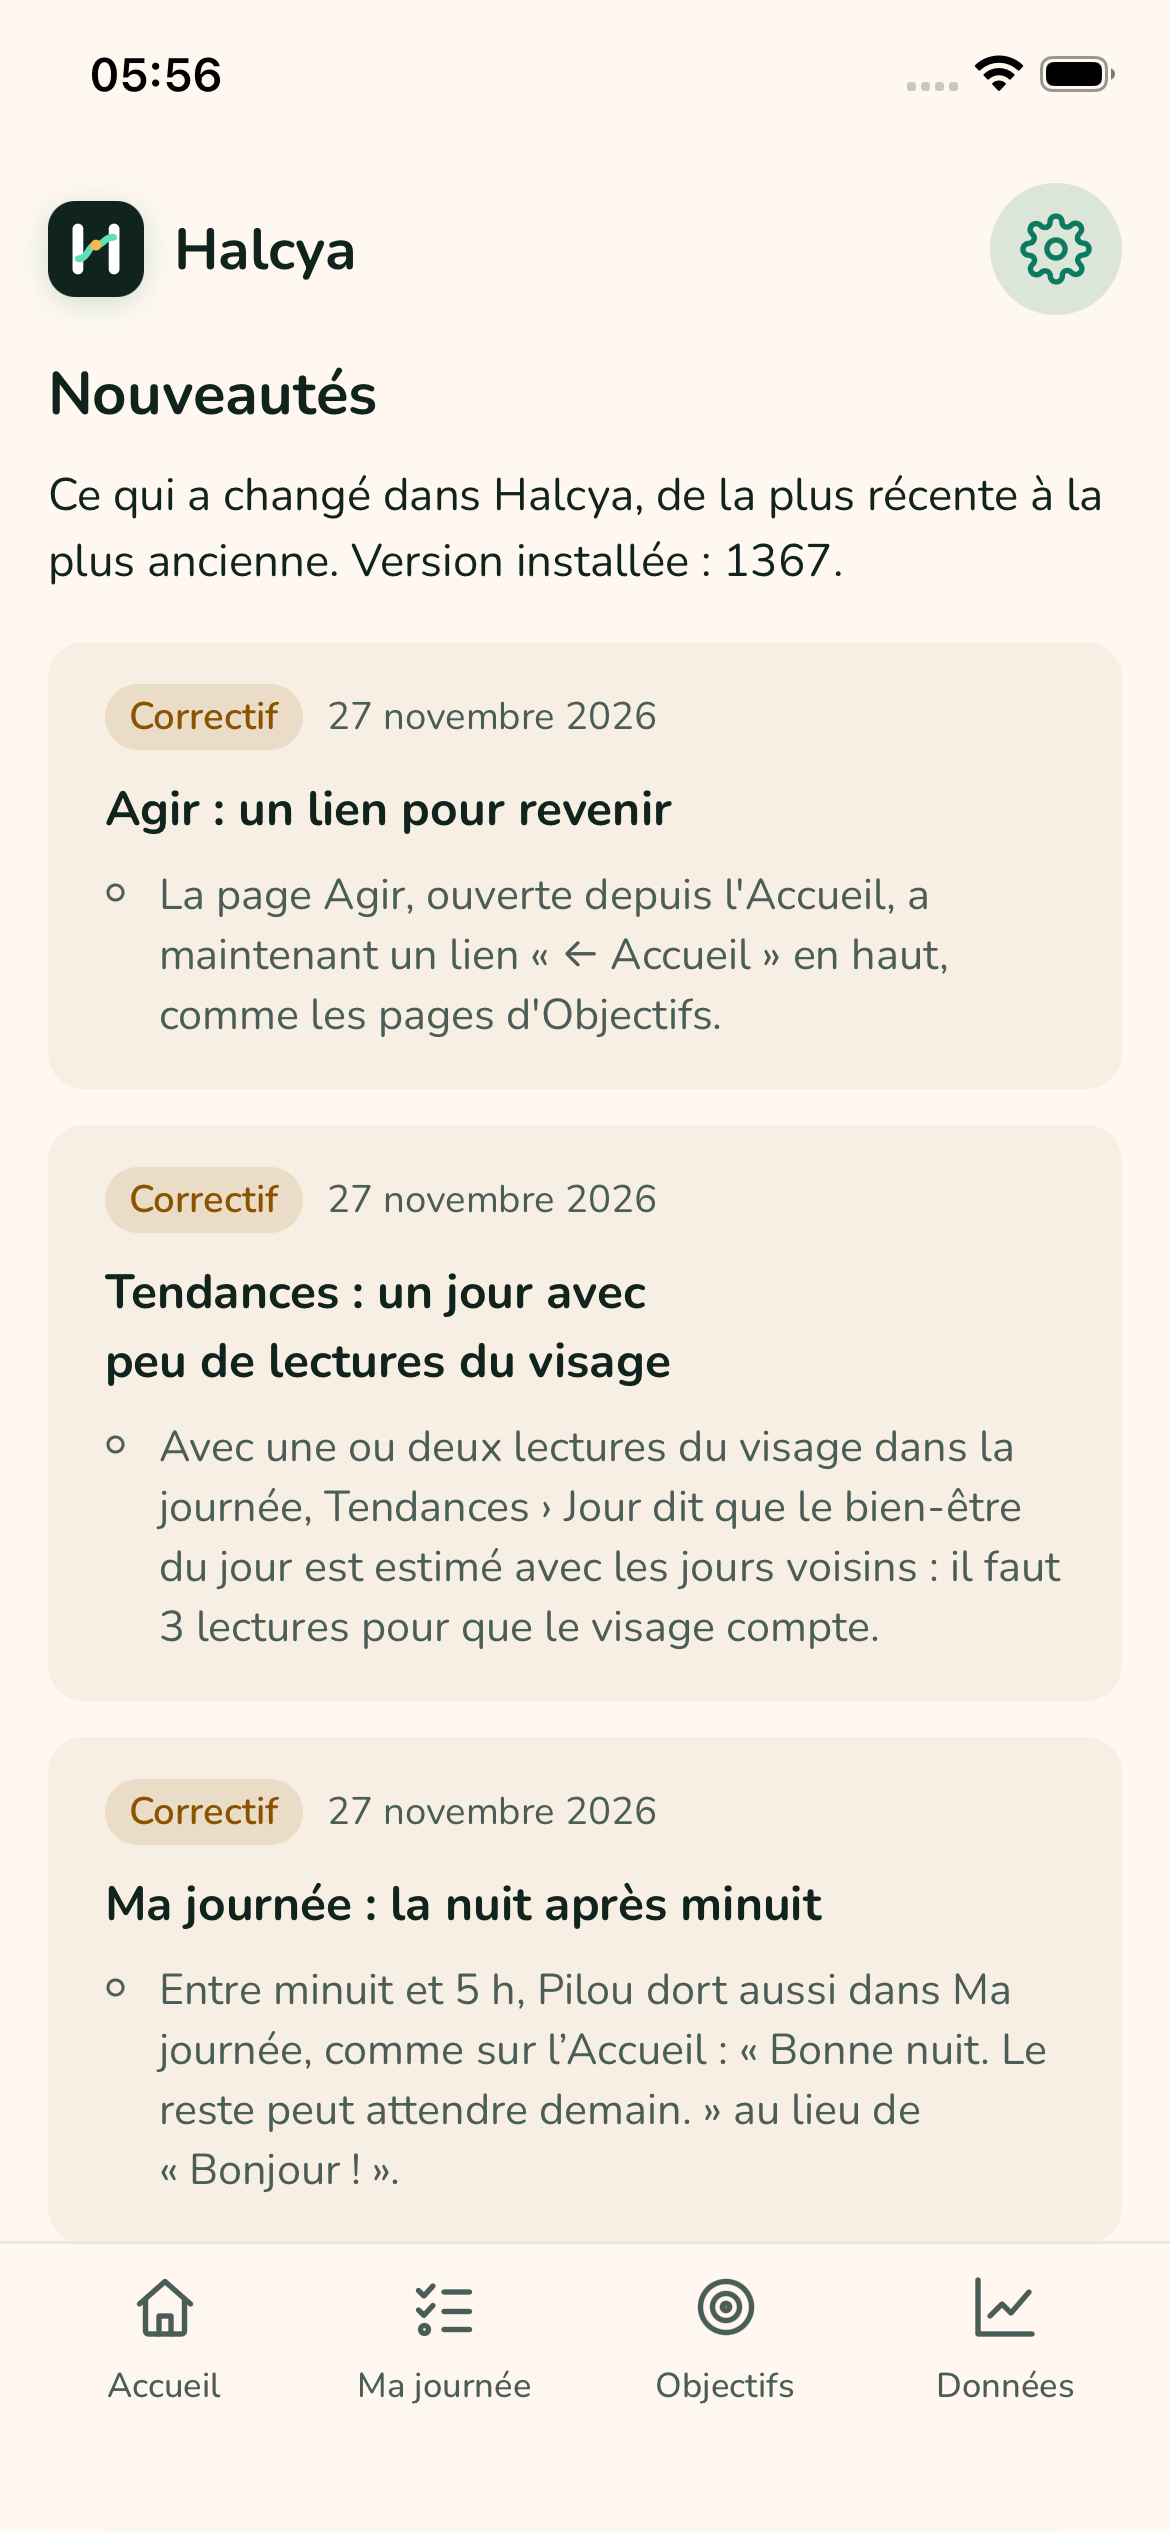 05:56
Halcya
Nouveautés
Ce qui a changé dans Halcya, de la plus récente à la
plus ancienne. Version installée : 1367.
Correctif 27 novembre 2026
Agir : un lien pour revenir
La page Agir, ouverte depuis l'Accueil, a
maintenant un lien « ← Accueil » en haut,
comme les pages d'Objectifs.
Correctif 27 novembre 2026
Tendances : un jour avec
peu de lectures du visage
Avec une ou deux lectures du visage dans la
journée, Tendances › Jour dit que le bien-être
du jour est estimé avec les jours voisins : il faut
3 lectures pour que le visage compte.
Correctif 27 novembre 2026
Ma journée : la nuit après minuit
Entre minuit et 5 h, Pilou dort aussi dans Ma
journée, comme sur l’Accueil : « Bonne nuit. Le
reste peut attendre demain. » au lieu de
« Bonjour ! ».
Accueil Ma journée Objectifs Données